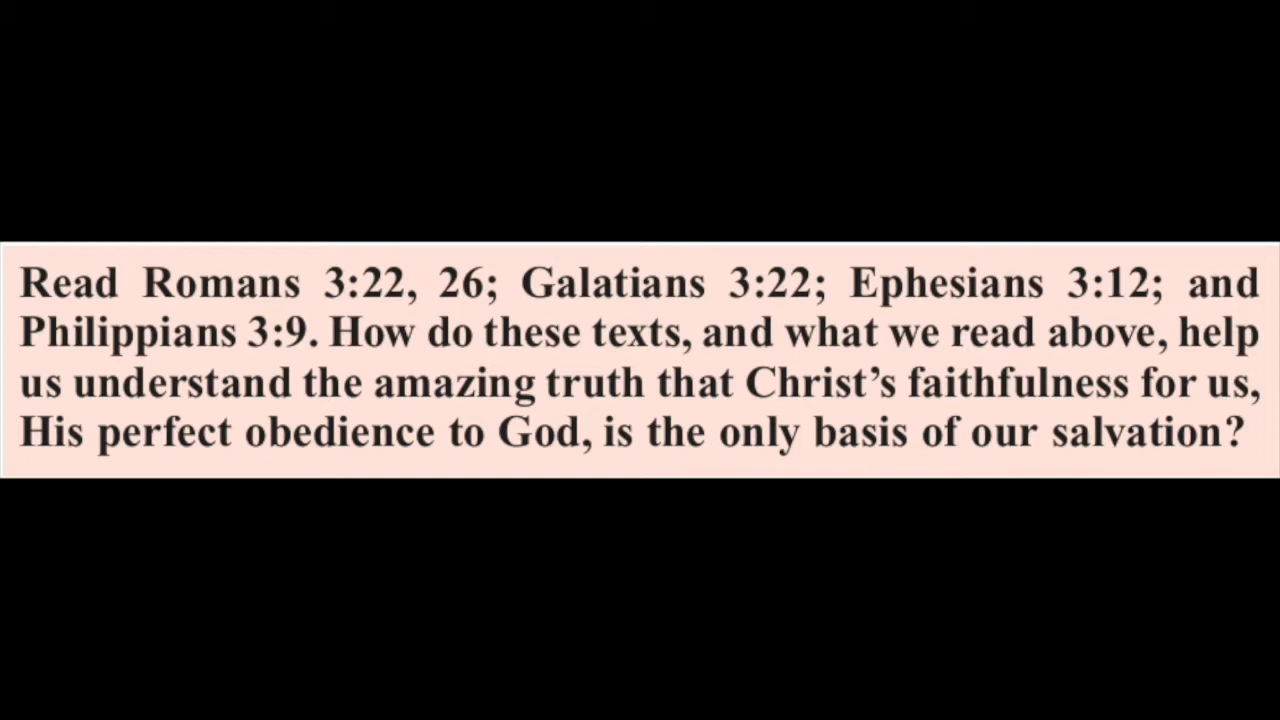 Read Romans 3:22, 26; Galatians 3:22; Ephesians 3:12; and
Philippians 3:9. How do these texts, and what we read above, help
us understand the amazing truth that Christ’s faithfulness for us,
His perfect obedience to God, is the only basis of our salvation?